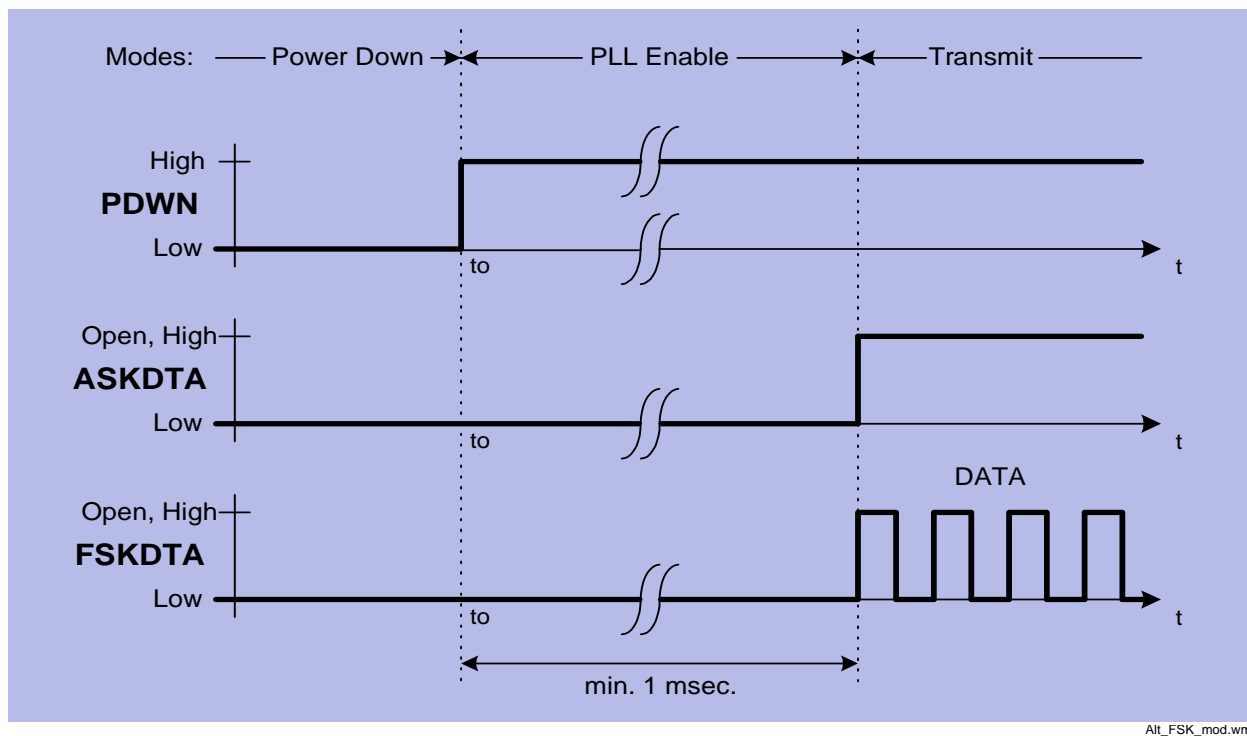 Modes: Power Down PLL Enable Transmit
High
PDWN
Low
to
t
Open, High
ASKDTA
Low
to
t
DATA
Open, High
FSKDTA
Low
to
t
min. 1 msec.
Alt_FSK_mod.wm